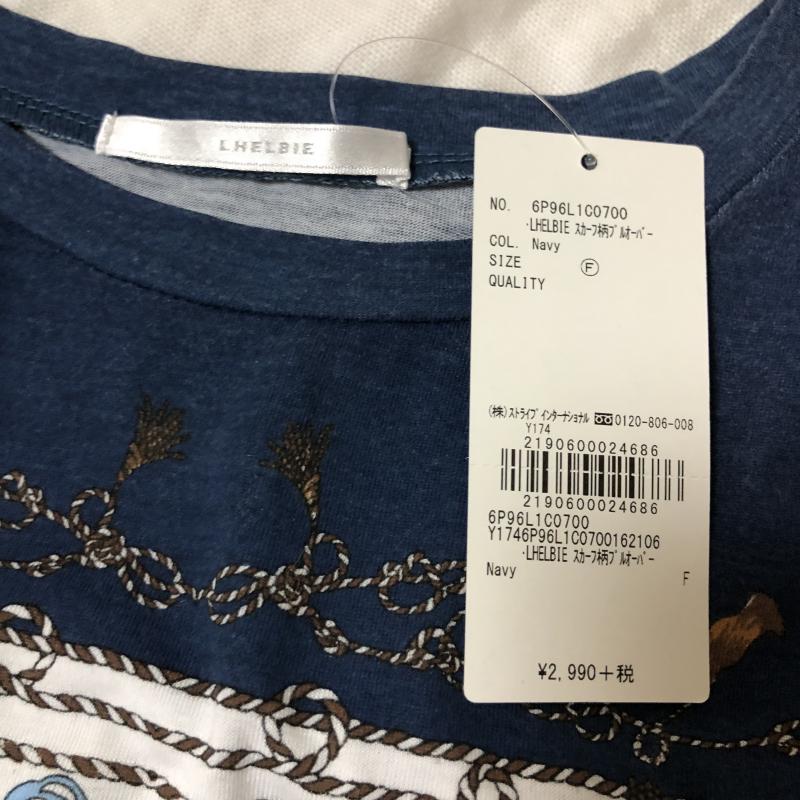 LHELBIE
NO. 6P96L1C0700
·LHELBIE スカーフ柄プルオーバー
COL. Navy
SIZE Ⓕ
QUALITY
(株)ストライプインターナショナル 0120-806-008
Y174
2190600024686
2190600024686
6P96L1C0700
Y1746P96L1C0700162106
·LHELBIE スカーフ柄プルオーバー
Navy F
¥2,990+税